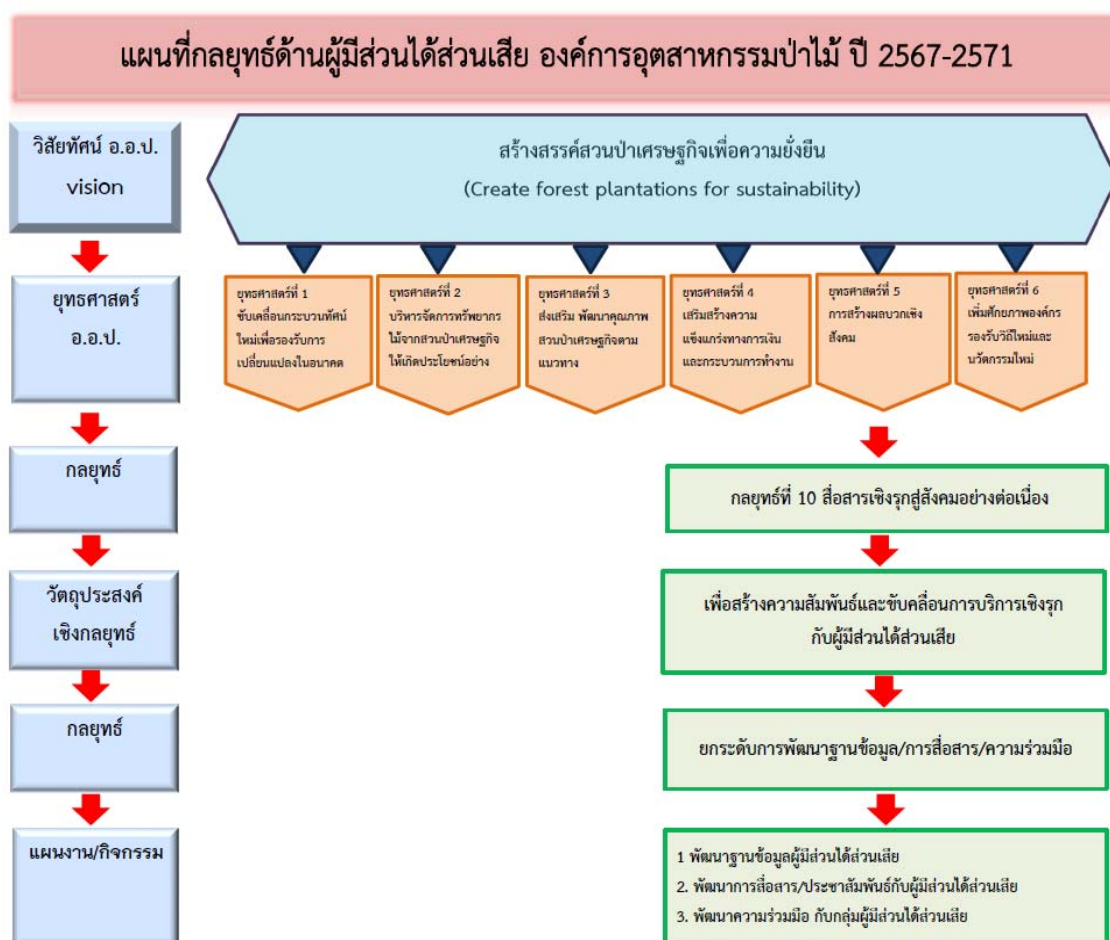 แผนที่กลยุทธ์ด้านผู้มีส่วนได้ส่วนเสีย องค์การอุตสาหกรรมป่าไม้ ปี 2567-2571
วิสัยทัศน์ อ.อ.ป.
vision
สร้างสรรค์สวนป่าเศรษฐกิจเพื่อความยั่งยืน
(Create forest plantations for sustainability)
ยุทธศาสตร์
อ.อ.ป.
ยุทธศาสตร์ที่ 1
ขับเคลื่อนกระบวนทัศน์
ใหม่เพื่อรองรับการ
เปลี่ยนแปลงในอนาคต
ยุทธศาสตร์ที่ 2
บริหารจัดการทรัพยากร
ไม้จากสวนป่าเศรษฐกิจ
ให้เกิดประโยชน์อย่าง
ยุทธศาสตร์ที่ 3
ส่งเสริม พัฒนาคุณภาพ
สวนป่าเศรษฐกิจตาม
แนวทาง
ยุทธศาสตร์ที่ 4
เสริมสร้างความ
แข็งแกร่งทางการเงิน
และกระบวนการทำงาน
ยุทธศาสตร์ที่ 5
การสร้างผลบวกเชิง
สังคม
ยุทธศาสตร์ที่ 6
เพิ่มศักยภาพองค์กร
รองรับวิถีใหม่และ
นวัตกรรมใหม่
กลยุทธ์
กลยุทธ์ที่ 10 สื่อสารเชิงรุกสู่สังคมอย่างต่อเนื่อง
วัตถุประสงค์
เชิงกลยุทธ์
เพื่อสร้างความสัมพันธ์และขับคลื่อนการบริการเชิงรุก
กับผู้มีส่วนได้ส่วนเสีย
กลยุทธ์
ยกระดับการพัฒนาฐานข้อมูล/การสื่อสาร/ความร่วมมือ
แผนงาน/กิจกรรม
1 พัฒนาฐานข้อมูลผู้มีส่วนได้ส่วนเสีย
2. พัฒนาการสื่อสาร/ประชาสัมพันธ์กับผู้มีส่วนได้ส่วนเสีย
3. พัฒนาความร่วมมือ กับกลุ่มผู้มีส่วนได้ส่วนเสีย